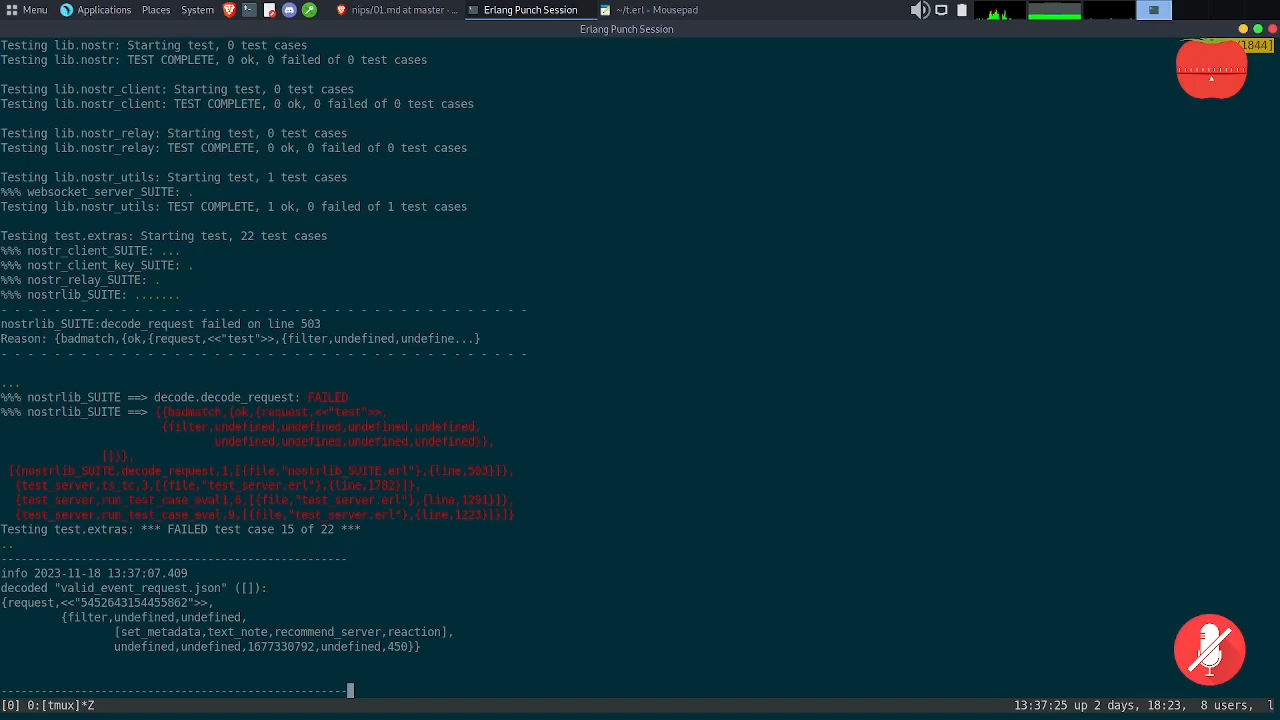 Menu Applications Places System nips/01.md at master - ... Erlang Punch Session ~/t.erl - Mousepad
Erlang Punch Session
Testing lib.nostr: Starting test, 0 test cases
1844]
Testing lib.nostr: TEST COMPLETE, 0 ok, 0 failed of 0 test cases
Testing lib.nostr_client: Starting test, 0 test cases
Testing lib.nostr_client: TEST COMPLETE, 0 ok, 0 failed of 0 test cases
Testing lib.nostr_relay: Starting test, 0 test cases
Testing lib.nostr_relay: TEST COMPLETE, 0 ok, 0 failed of 0 test cases
Testing lib.nostr_utils: Starting test, 1 test cases
%%% websocket_server_SUITE: .
Testing lib.nostr_utils: TEST COMPLETE, 1 ok, 0 failed of 1 test cases
Testing test.extras: Starting test, 22 test cases
%%% nostr_client_SUITE: ...
%%% nostr_client_key_SUITE: .
%%% nostr_relay_SUITE: .
%%% nostrlib_SUITE: .......
- - - - - - - - - - - - - - - - - - - - - - - - - - - - - - - - - - - - - - - -
nostrlib_SUITE:decode_request failed on line 503
Reason: {badmatch,{ok,{request,<<"test">>,{filter,undefined,undefine...}
- - - - - - - - - - - - - - - - - - - - - - - - - - - - - - - - - - - - - - - -
...
%%% nostrlib_SUITE ==> decode.decode_request: FAILED
%%% nostrlib_SUITE ==> {{badmatch,{ok,{request,<<"test">>,
{filter,undefined,undefined,undefined,undefined,
undefined,undefined,undefined,undefined}},
[]}},
[{nostrlib_SUITE,decode_request,1,[{file,"nostrlib_SUITE.erl"},{line,503}]},
{test_server,ts_tc,3,[{file,"test_server.erl"},{line,1782}]},
{test_server,run_test_case_eval1,6,[{file,"test_server.erl"},{line,1291}]},
{test_server,run_test_case_eval,9,[{file,"test_server.erl"},{line,1223}]}]}
Testing test.extras: *** FAILED test case 15 of 22 ***
..
----------------------------------------------------
info 2023-11-18 13:37:07.409
decoded "valid_event_request.json" ([]):
{request,<<"5452643154455862">>,
{filter,undefined,undefined,
[set_metadata,text_note,recommend_server,reaction],
undefined,undefined,1677330792,undefined,450}}
----------------------------------------------------
[0] 0:[tmux]*Z 13:37:25 up 2 days, 18:23, 8 users, l